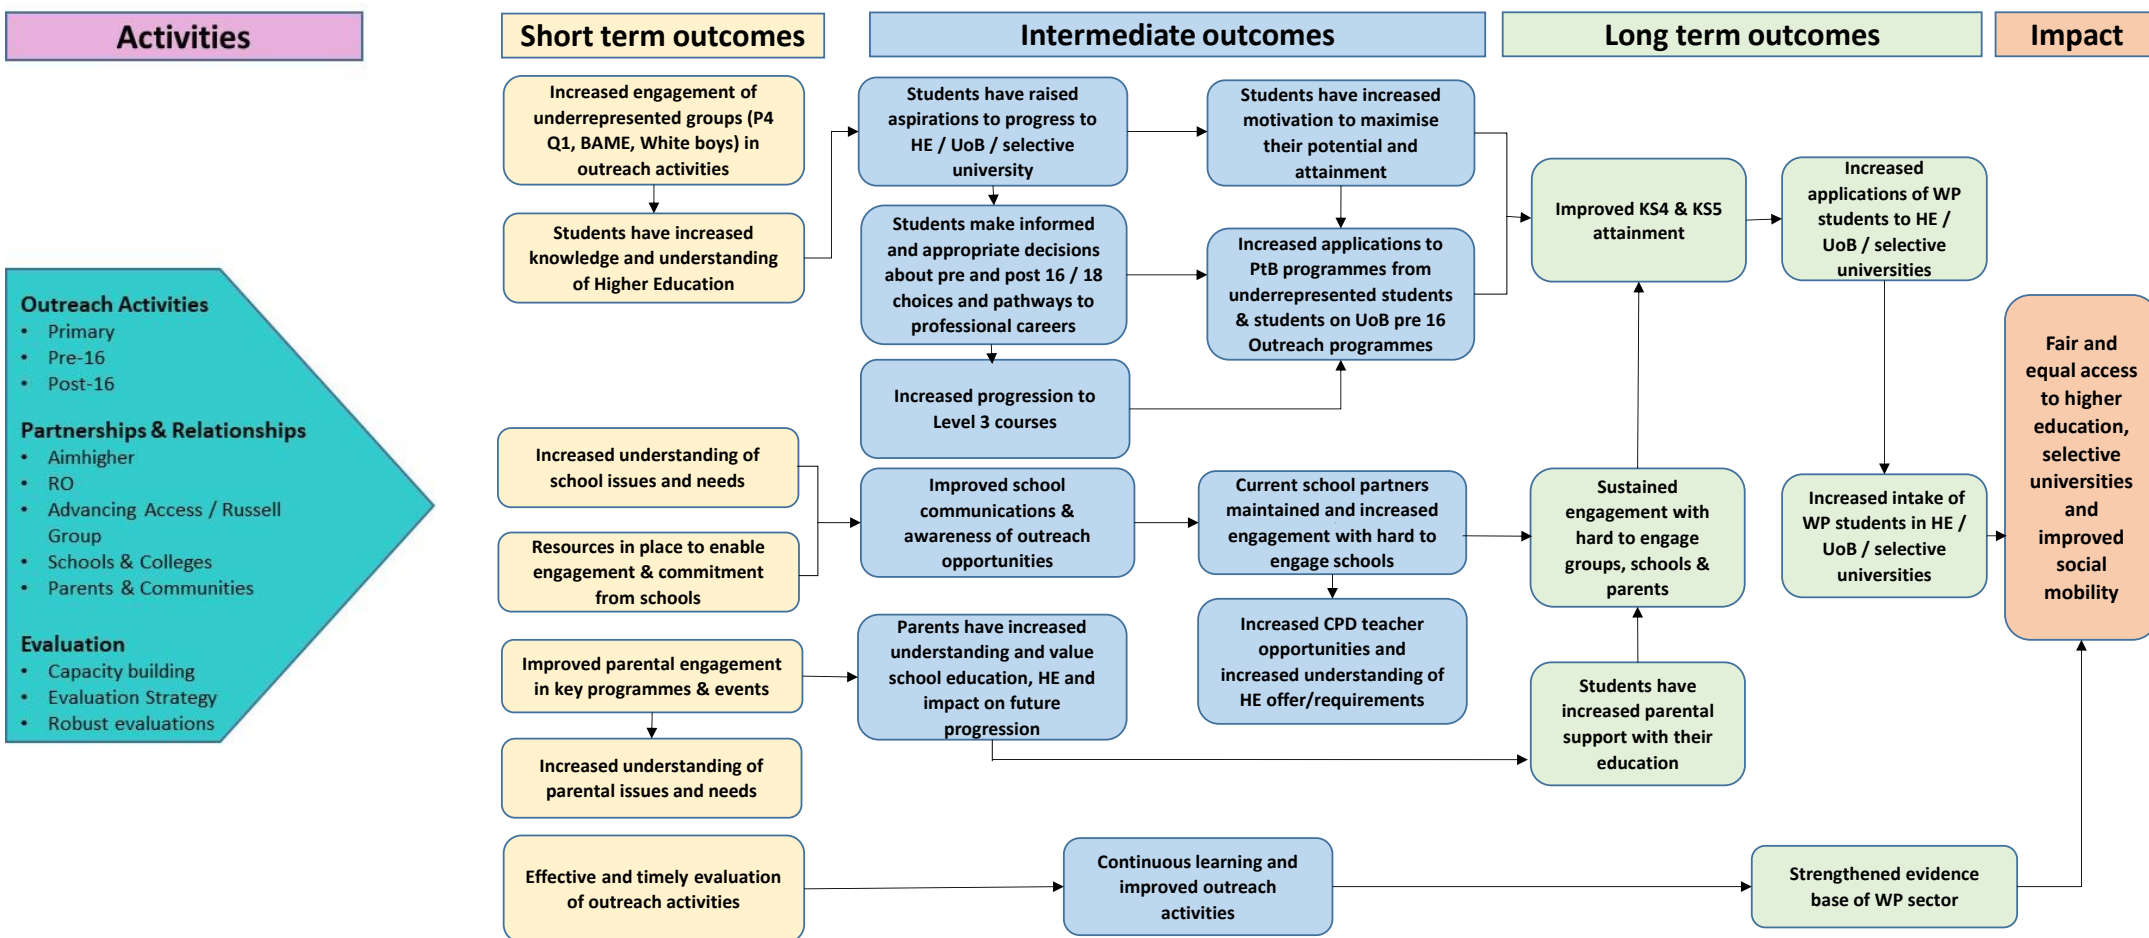 Activities
Short term outcomes
Intermediate outcomes
Long term outcomes
Impact
Outreach Activities
• Primary
• Pre-16
• Post-16
Partnerships & Relationships
• Aimhigher
• RO
• Advancing Access / Russell
Group
• Schools & Colleges
• Parents & Communities
Evaluation
• Capacity building
• Evaluation Strategy
• Robust evaluations
Increased engagement of
underrepresented groups (P4
Q1, BAME, White boys) in
outreach activities
Students have increased
knowledge and understanding
of Higher Education
Increased understanding of
school issues and needs
Resources in place to enable
engagement & commitment
from schools
Improved parental engagement
in key programmes & events
Increased understanding of
parental issues and needs
Effective and timely evaluation
of outreach activities
Students have raised
aspirations to progress to
HE / UoB / selective
university
Students make informed
and appropriate decisions
about pre and post 16 / 18
choices and pathways to
professional careers
Increased progression to
Level 3 courses
Improved school
communications &
awareness of outreach
opportunities
Parents have increased
understanding and value
school education, HE and
impact on future
progression
Continuous learning and
improved outreach
activities
Students have increased
motivation to maximise
their potential and
attainment
Increased applications to
PtB programmes from
underrepresented students
& students on UoB pre 16
Outreach programmes
Current school partners
maintained and increased
engagement with hard to
engage schools
Increased CPD teacher
opportunities and
increased understanding of
HE offer/requirements
Improved KS4 & KS5
attainment
Sustained
engagement with
hard to engage
groups, schools &
parents
Students have
increased parental
support with their
education
Increased
applications of WP
students to HE /
UoB / selective
universities
Increased intake of
WP students in HE /
UoB / selective
universities
Strengthened evidence
base of WP sector
Fair and
equal access
to higher
education,
selective
universities
and
improved
social
mobility